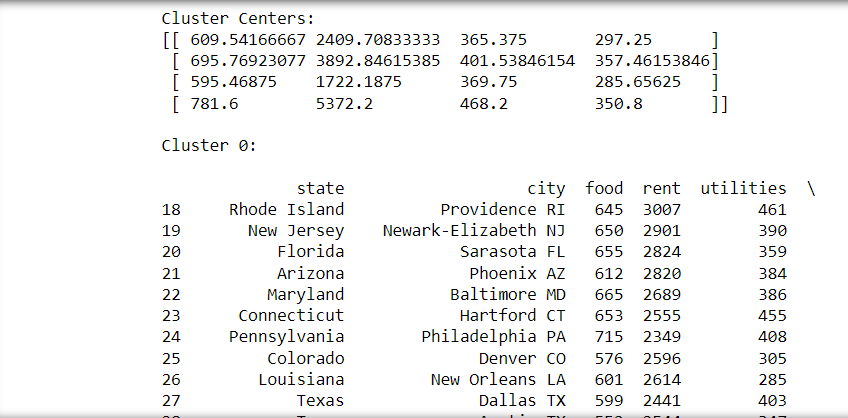 Cluster Centers:
[[ 609.54166667 2409.70833333  365.375       297.25      ]
 [ 695.76923077 3892.84615385  401.53846154  357.46153846]
 [ 595.46875    1722.1875      369.75        285.65625   ]
 [ 781.6        5372.2         468.2         350.8       ]]
Cluster 0:
state city food rent utilities \
18 Rhode Island Providence RI 645 3007 461
19 New Jersey Newark-Elizabeth NJ 650 2901 390
20 Florida Sarasota FL 655 2824 359
21 Arizona Phoenix AZ 612 2820 384
22 Maryland Baltimore MD 665 2689 386
23 Connecticut Hartford CT 653 2555 455
24 Pennsylvania Philadelphia PA 715 2349 408
25 Colorado Denver CO 576 2596 305
26 Louisiana New Orleans LA 601 2614 285
27 Texas Dallas TX 599 2441 403